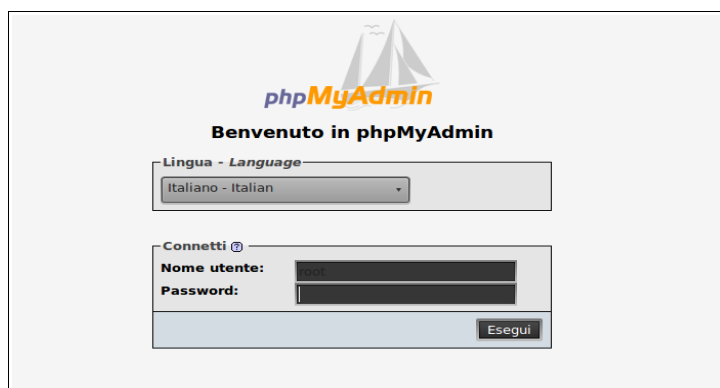 phpMyAdmin
Benvenuto in phpMyAdmin
Lingua - Language
Italiano - Italian
Connetti ?
Nome utente: root
Password:
Esegui